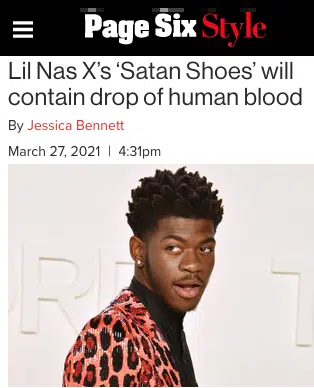 Page Six Style
Lil Nas X's 'Satan Shoes' will
contain drop of human blood
By Jessica Bennett
March 27, 2021 | 4:31pm